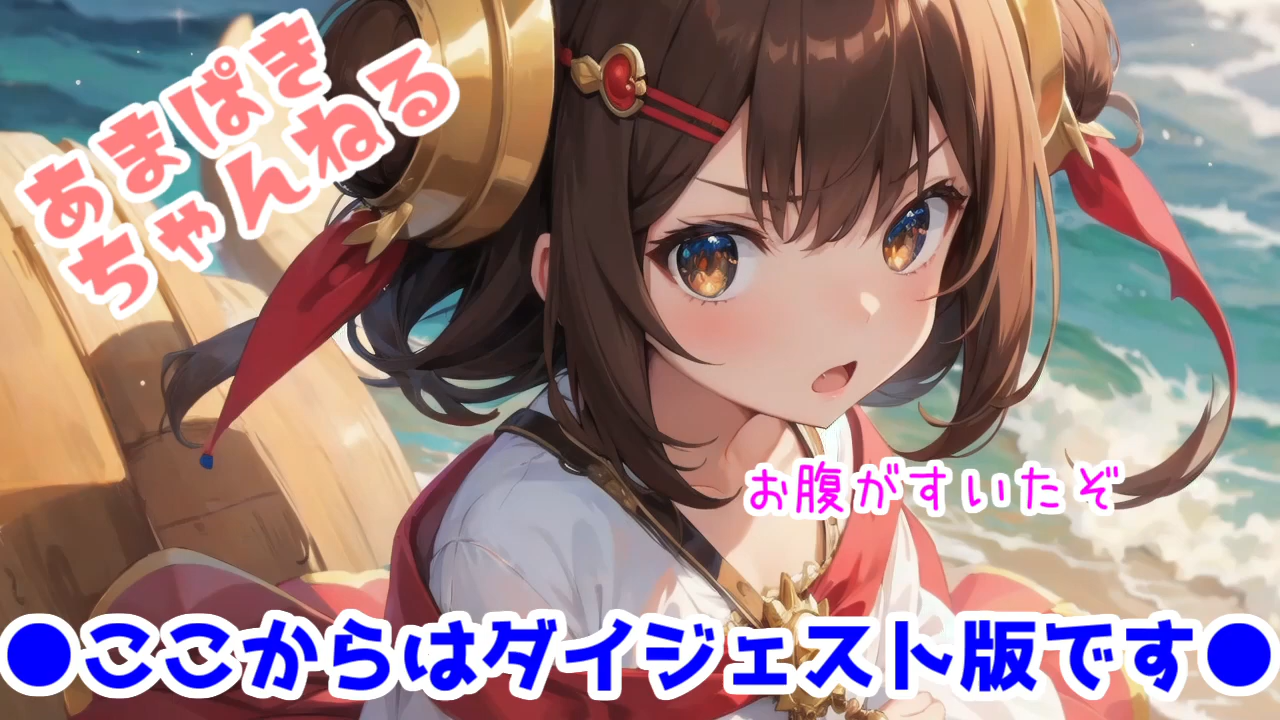 あまぱき
ちゃんねる
お腹がすいたぞ
●ここからはダイジェスト版です●